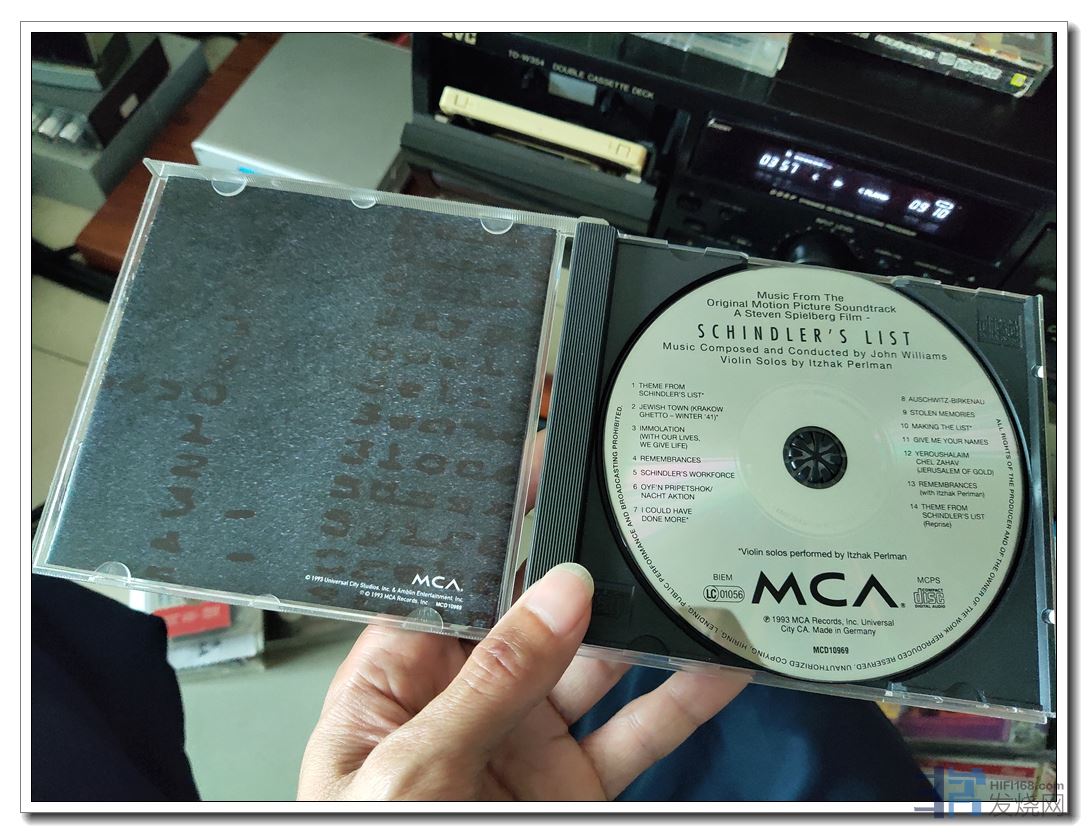 JVC
TD-W354 DOUBLE CASSETTE DECK
Music From The
Original Motion Picture Soundtrack
A Steven Spielberg Film -
SCHINDLER'S LIST
Music Composed and Conducted by John Williams
Violin Solos by Itzhak Perlman
1 THEME FROM
SCHINDLER'S LIST*
2 JEWISH TOWN (KRAKOW
GHETTO – WINTER '41)*
3 IMMOLATION
(WITH OUR LIVES,
WE GIVE LIFE)
4 REMEMBRANCES
5 SCHINDLER'S WORKFORCE
6 OYF'N PRIPETSHOK/
NACHT AKTION
7 I COULD HAVE
DONE MORE*
8 AUSCHWITZ-BIRKENAU
9 STOLEN MEMORIES
10 MAKING THE LIST*
11 GIVE ME YOUR NAMES
12 YEROUSHALAIM
CHEL ZAHAV
(JERUSALEM OF GOLD)
13 REMEMBRANCES
(with Itzhak Perlman)
14 THEME FROM
SCHINDLER'S LIST
(Reprise)
*Violin solos performed by Itzhak Perlman
BIEM
LC 01056
MCA®
MCPS
COMPACT
disc
DIGITAL AUDIO
℗ 1993 MCA Records, Inc. Universal
City CA. Made in Germany
MCD10969
ALL RIGHTS OF THE PRODUCER AND OF THE OWNER OF THE WORK REPRODUCED RESERVED. UNAUTHORIZED COPYING, HIRING, LENDING, PUBLIC PERFORMANCE AND BROADCASTING PROHIBITED.
MCA.
© 1993 Universal City Studios, Inc. & Amblin Entertainment, Inc.
℗ © 1993 MCA Records, Inc. MCD10969
HIFI168.com
发烧网